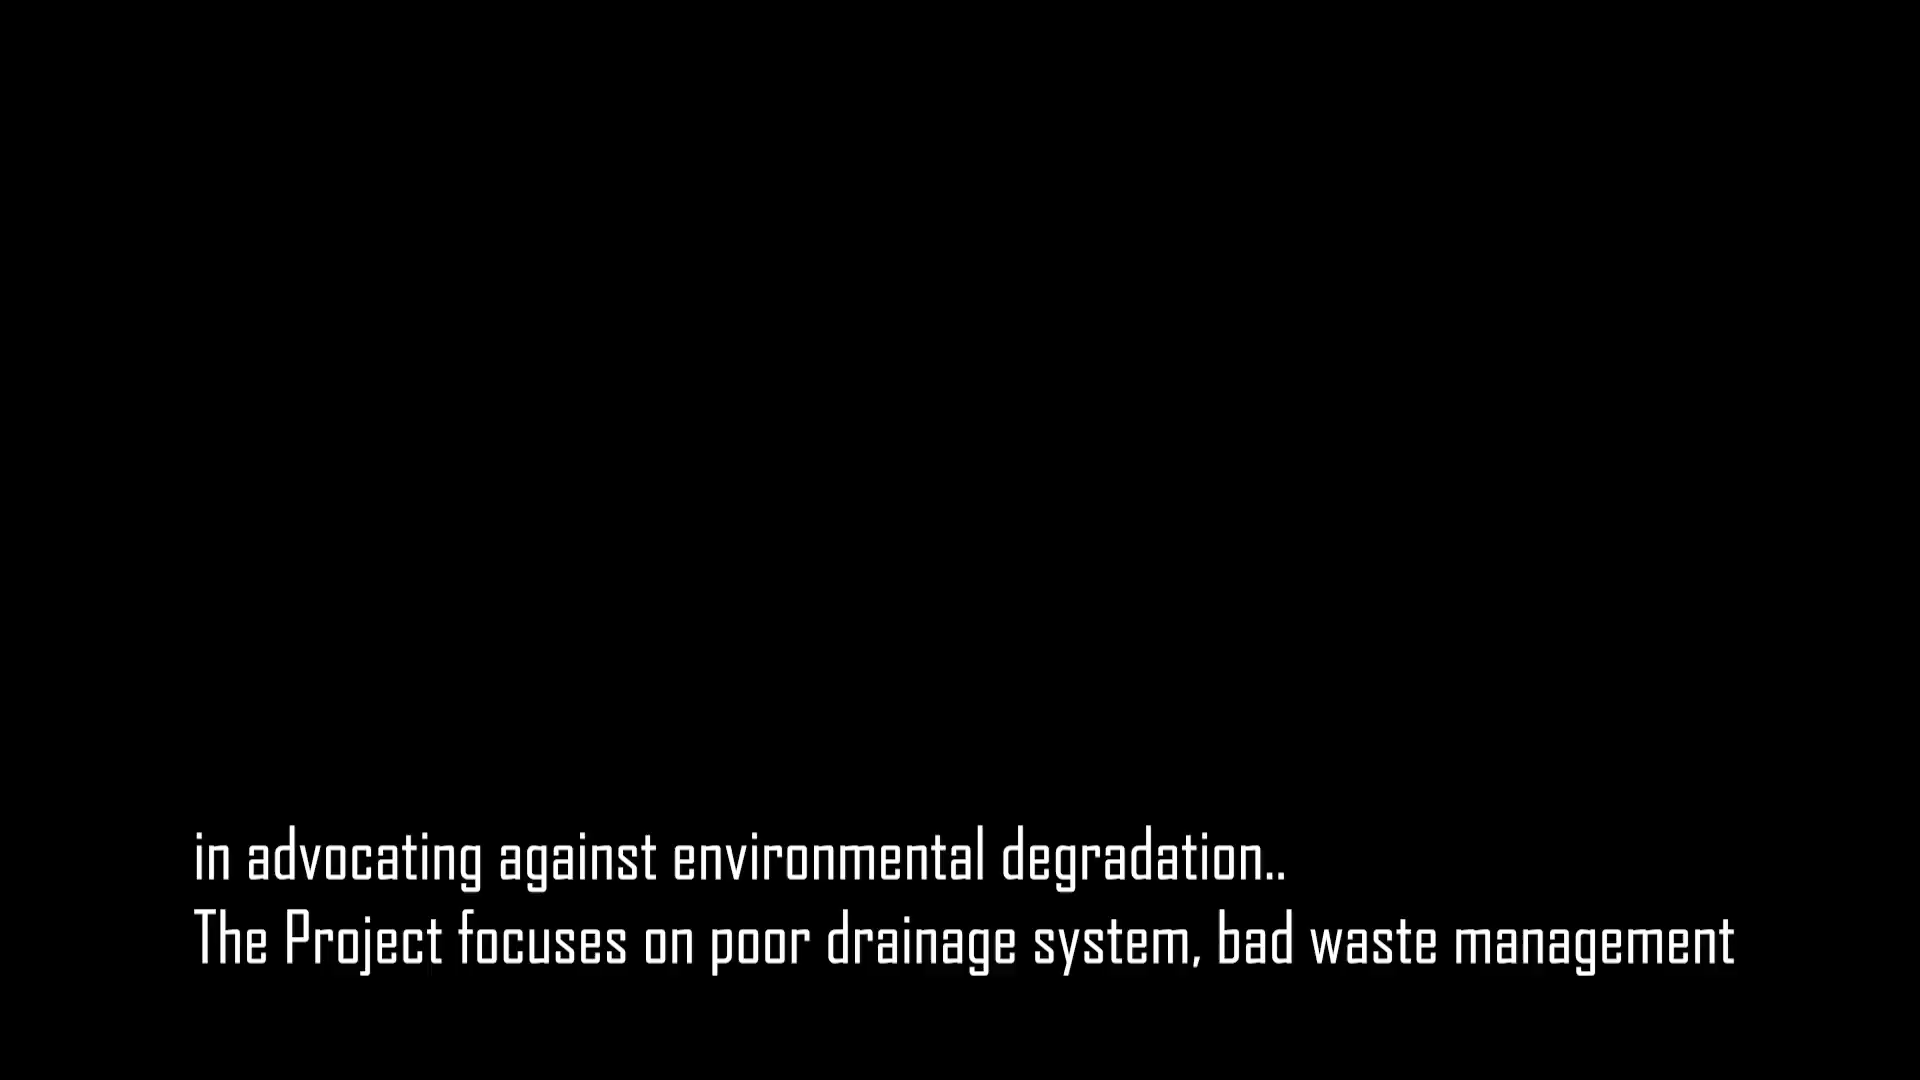 in advocating against environmental degradation..
The Project focuses on poor drainage system, bad waste management